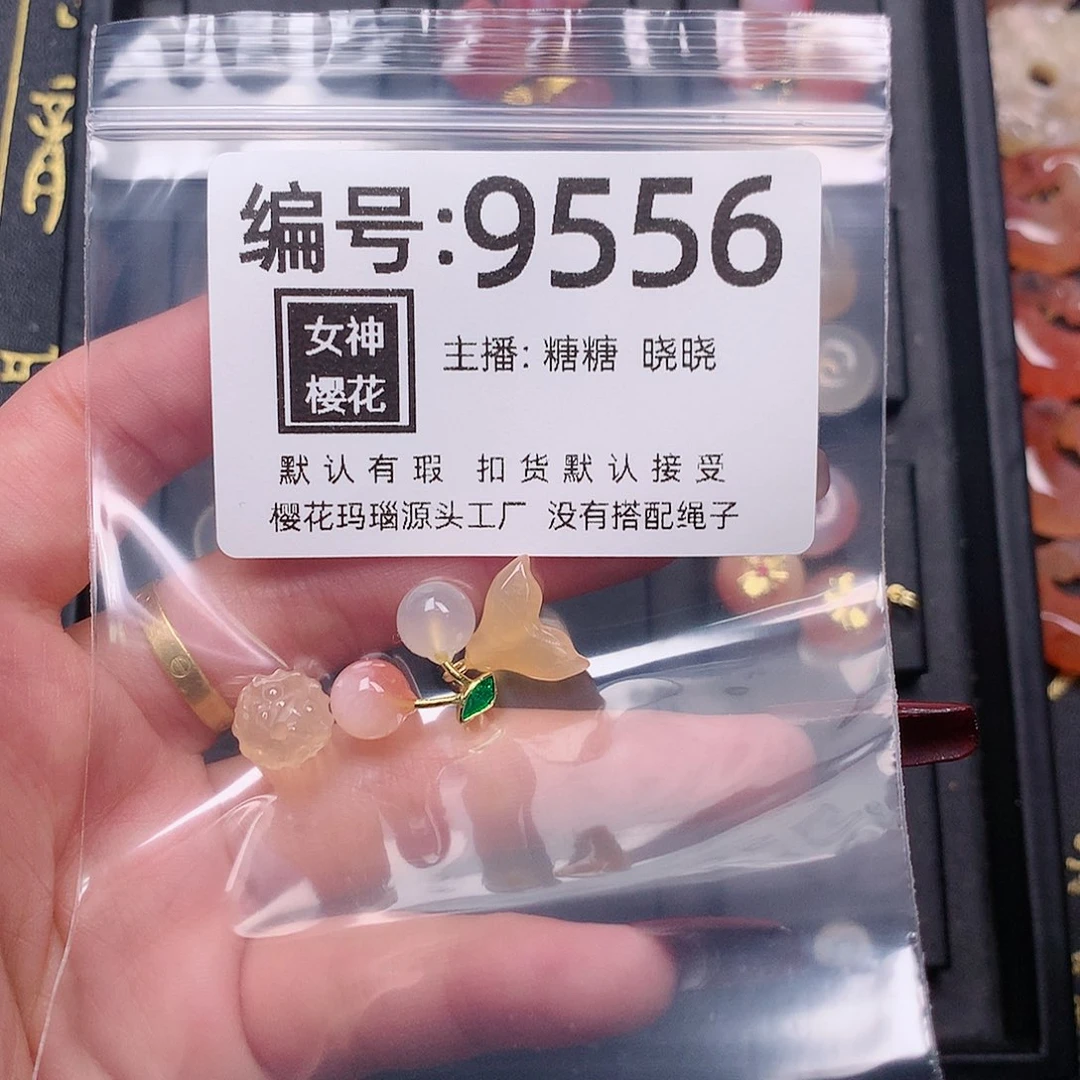 编号:9556
女神
樱花
主播: 糖糖 晓晓
默认有瑕 扣货默认接受
樱花玛瑙源头工厂 没有搭配绳子